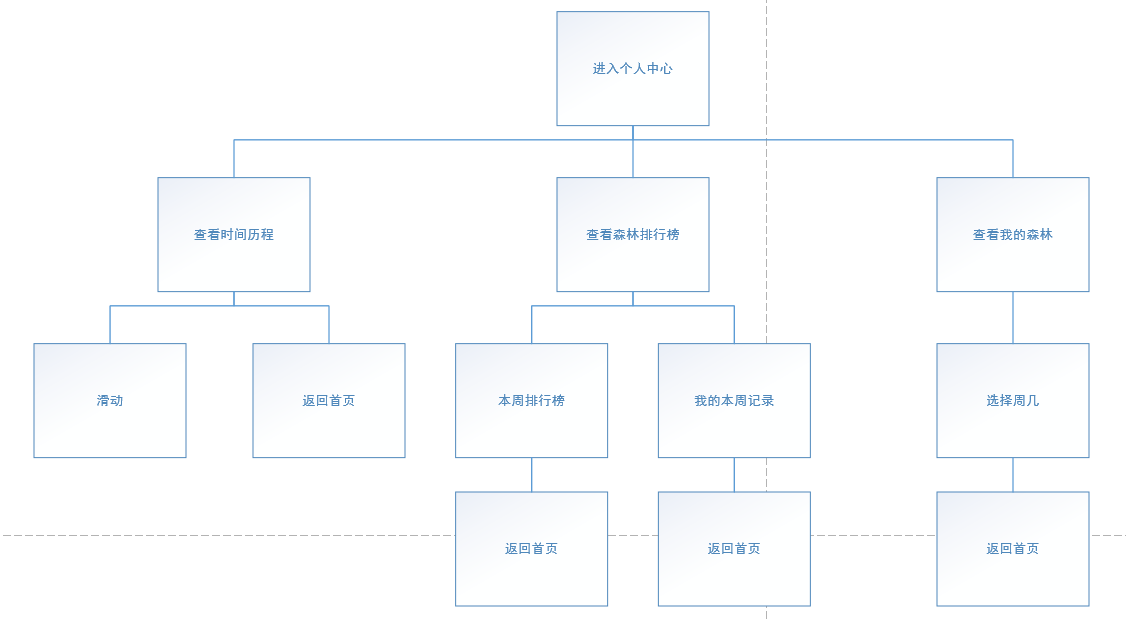 进入个人中心
查看时间历程
查看森林排行榜
查看我的森林
滑动
返回首页
本周排行榜
我的本周记录
选择周几
返回首页
返回首页
返回首页